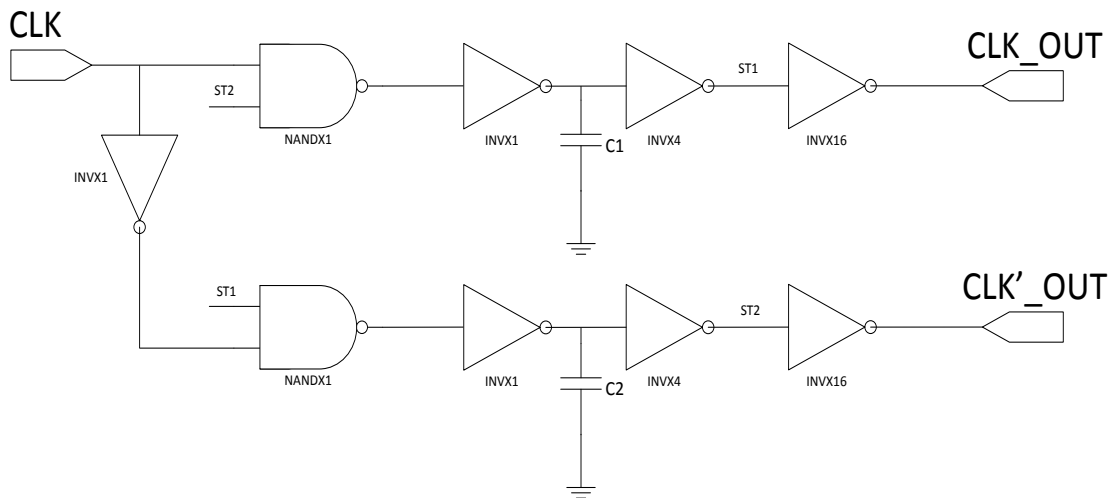 CLK
CLK_OUT
ST2
ST1
NANDX1
INVX1
C1
INVX4
INVX16
INVX1
CLK'_OUT
ST1
ST2
NANDX1
INVX1
C2
INVX4
INVX16